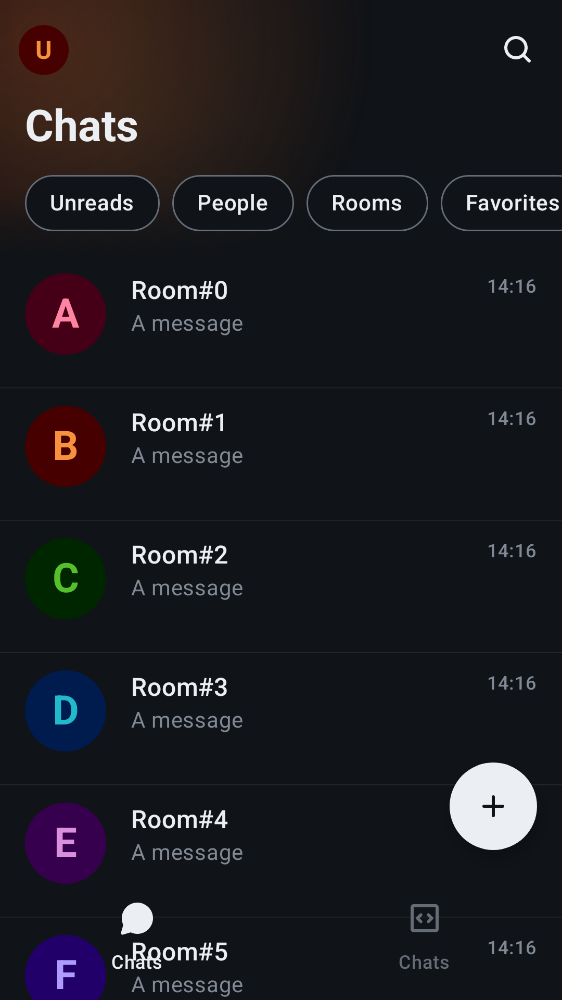 U
Chats
Unreads People Rooms Favorites
A Room#0 14:16
A message
B Room#1 14:16
A message
C Room#2 14:16
A message
D Room#3 14:16
A message
E Room#4
A message
F Room#5 14:16
Chats Chats
A message